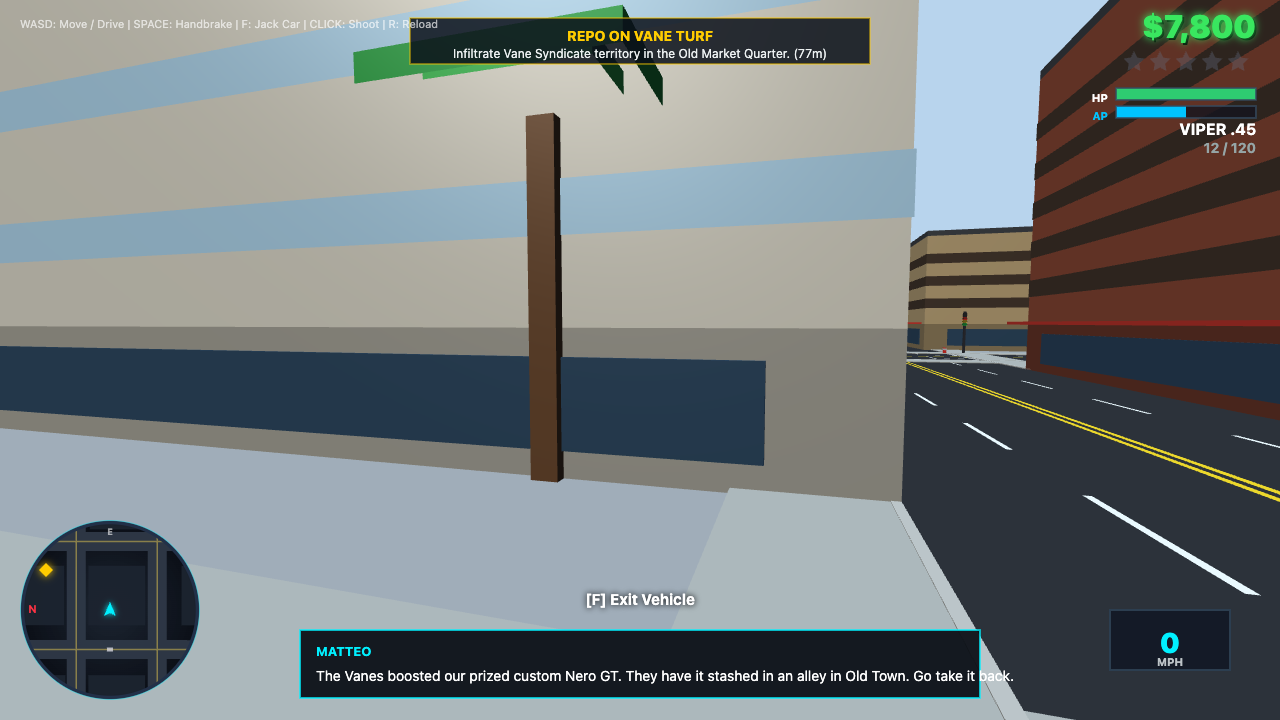 WASD: Move / Drive | SPACE: Handbrake | F: Jack Car | CLICK: Shoot | R: Reload
REPO ON VANE TURF
Infiltrate Vane Syndicate territory in the Old Market Quarter. (77m)
$7,800
HP
AP
VIPER .45
12 / 120
E
N
[F] Exit Vehicle
MATTEO
The Vanes boosted our prized custom Nero GT. They have it stashed in an alley in Old Town. Go take it back.
0
MPH